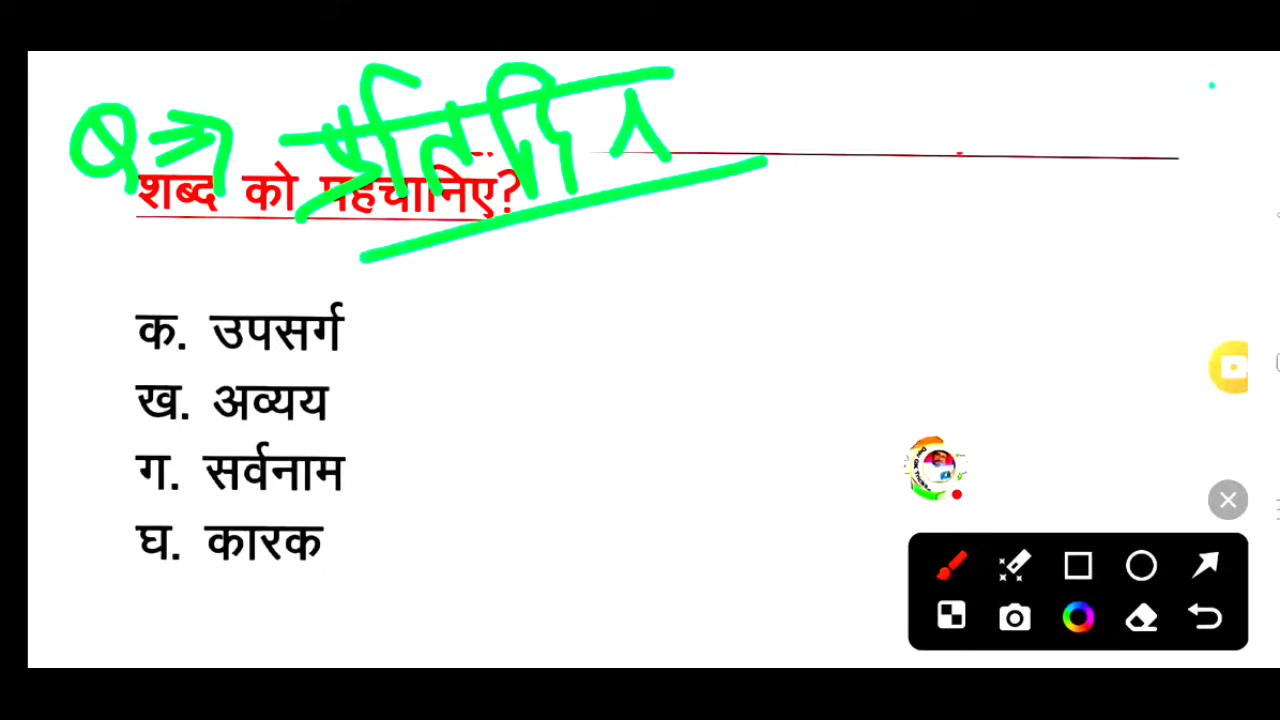 Q⇒ प्रतिदिन
शब्द को पहचानिए?
क. उपसर्ग
ख. अव्यय
ग. सर्वनाम
घ. कारक